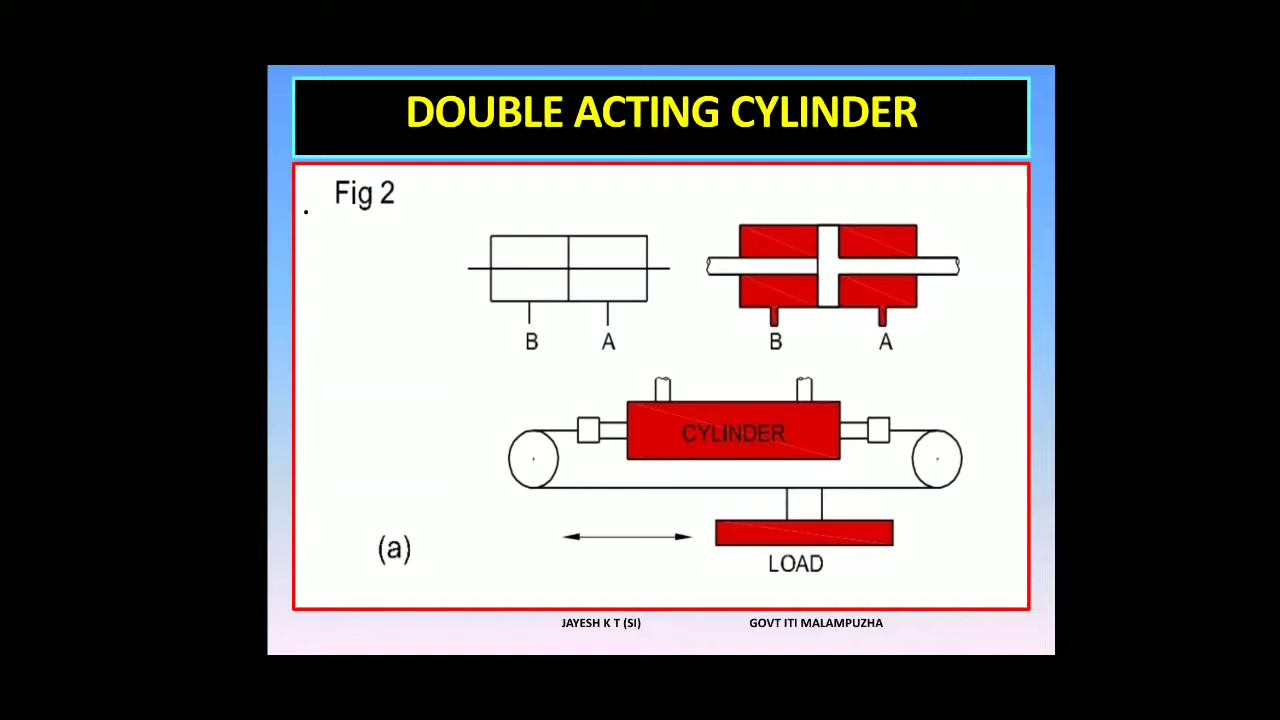 DOUBLE ACTING CYLINDER
Fig 2
B A
B A
CYLINDER
(a)
LOAD
JAYESH K T (SI) GOVT ITI MALAMPUZHA